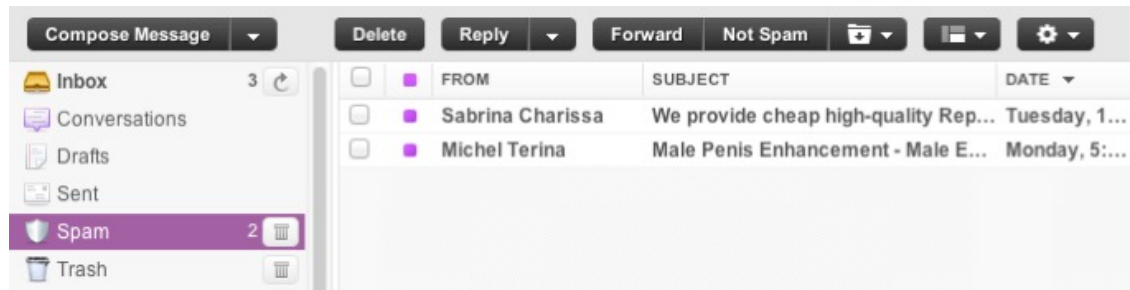 Compose Message Delete Reply Forward Not Spam
Inbox 3 FROM SUBJECT DATE
Conversations Sabrina Charissa We provide cheap high-quality Rep... Tuesday, 1...
Drafts Michel Terina Male Penis Enhancement - Male E... Monday, 5:...
Sent
Spam 2
Trash